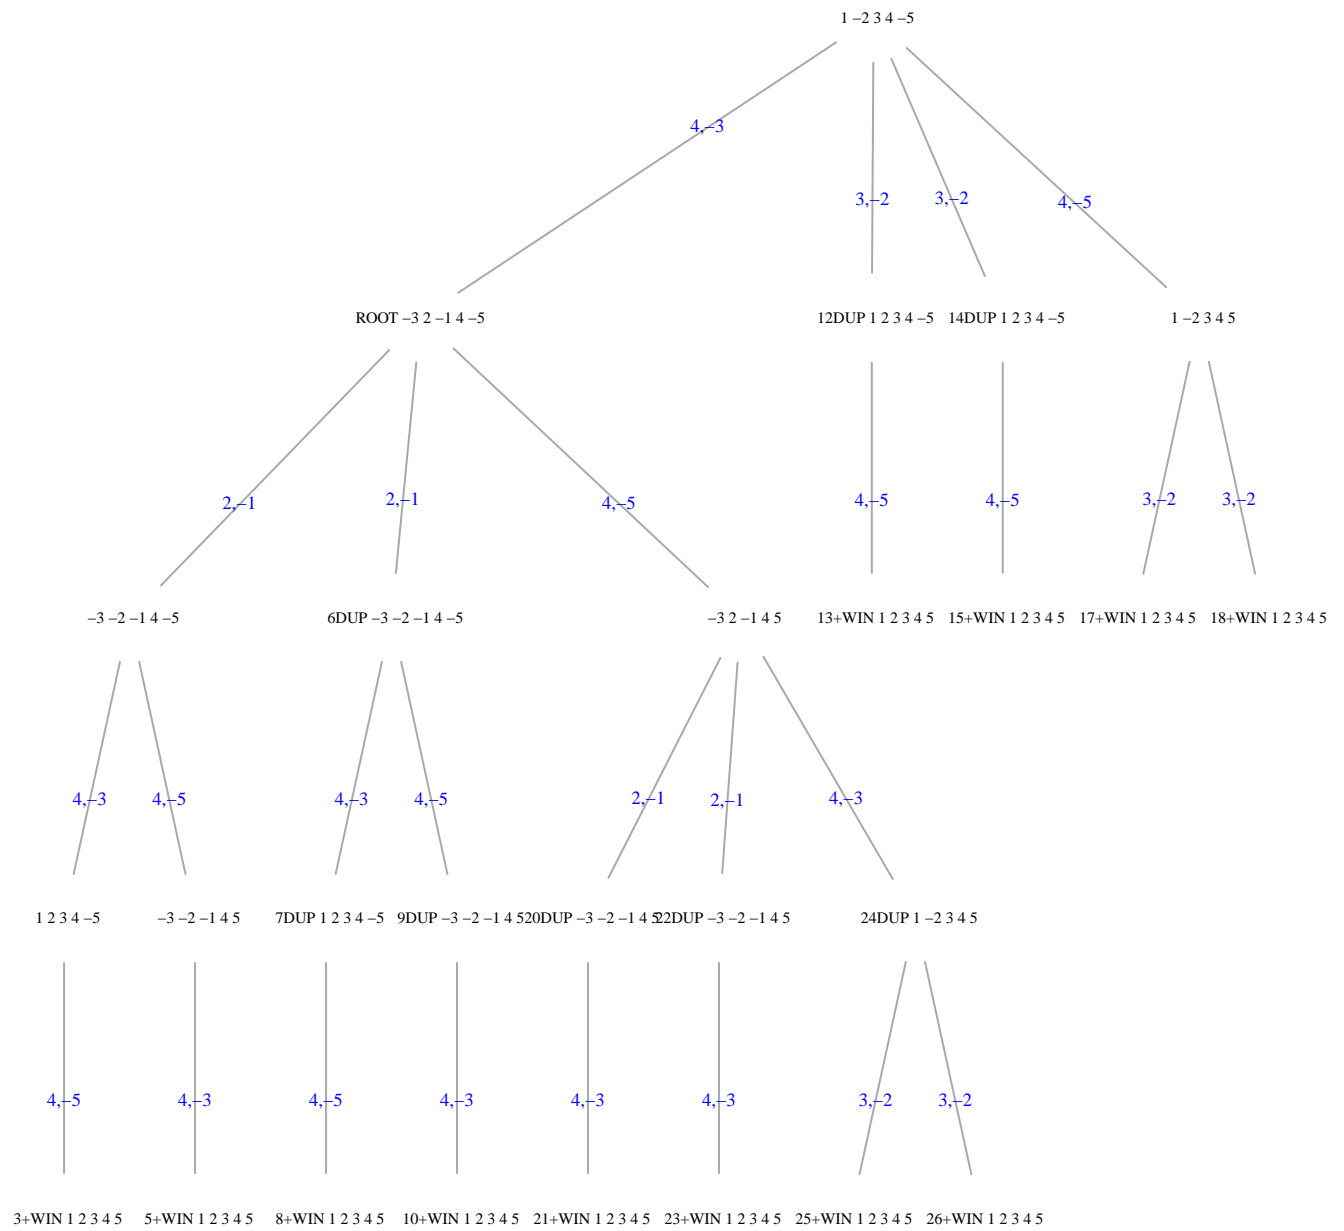 1 −2 3 4 −5
4,−3
3,−2
3,−2
4,−5
ROOT −3 2 −1 4 −5
12DUP 1 2 3 4 −5
14DUP 1 2 3 4 −5
1 −2 3 4 5
2,−1
2,−1
4,−5
4,−5
4,−5
3,−2
3,−2
−3 −2 −1 4 −5
6DUP −3 −2 −1 4 −5
−3 2 −1 4 5
13+WIN 1 2 3 4 5
15+WIN 1 2 3 4 5
17+WIN 1 2 3 4 5
18+WIN 1 2 3 4 5
4,−3
4,−5
4,−3
4,−5
2,−1
2,−1
4,−3
1 2 3 4 −5
−3 −2 −1 4 5
7DUP 1 2 3 4 −5
9DUP −3 −2 −1 4 5
20DUP −3 −2 −1 4 5
22DUP −3 −2 −1 4 5
24DUP 1 −2 3 4 5
4,−5
4,−3
4,−5
4,−3
4,−3
4,−3
3,−2
3,−2
3+WIN 1 2 3 4 5
5+WIN 1 2 3 4 5
8+WIN 1 2 3 4 5
10+WIN 1 2 3 4 5
21+WIN 1 2 3 4 5
23+WIN 1 2 3 4 5
25+WIN 1 2 3 4 5
26+WIN 1 2 3 4 5